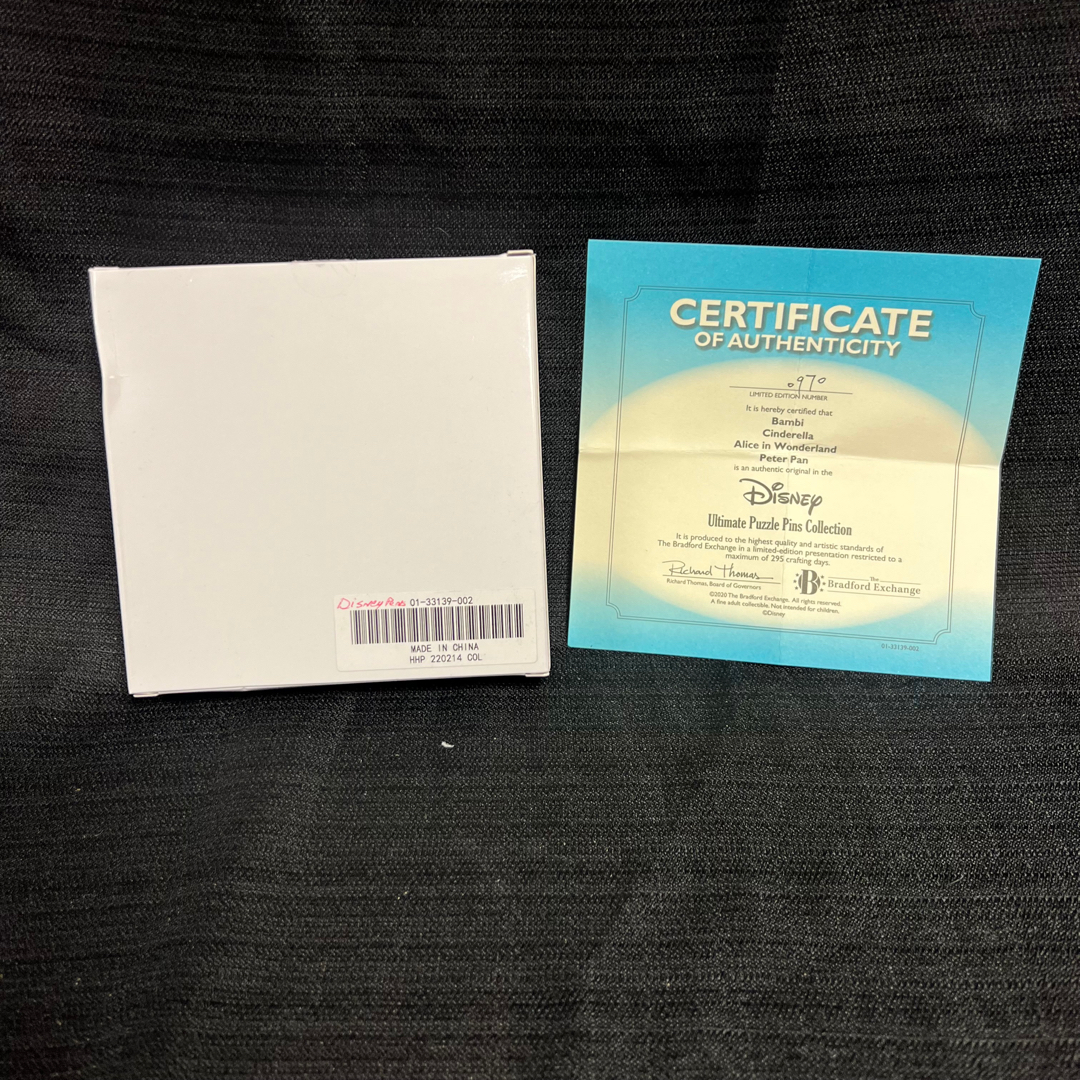 Disney Pins 01-33139-002
MADE IN CHINA
HHP 220214 COL
CERTIFICATE
OF AUTHENTICITY
0970
LIMITED EDITION NUMBER
It is hereby certified that
Bambi
Cinderella
Alice in Wonderland
Peter Pan
is an authentic original in the
Disney
Ultimate Puzzle Pins Collection
It is produced to the highest quality and artistic standards of
The Bradford Exchange in a limited-edition presentation restricted to a
maximum of 295 crafting days.
Richard Thomas
Richard Thomas, Board of Governors
B
The
Bradford Exchange
©2020 The Bradford Exchange. All rights reserved.
A fine adult collectible. Not intended for children.
©Disney
01-33139-002